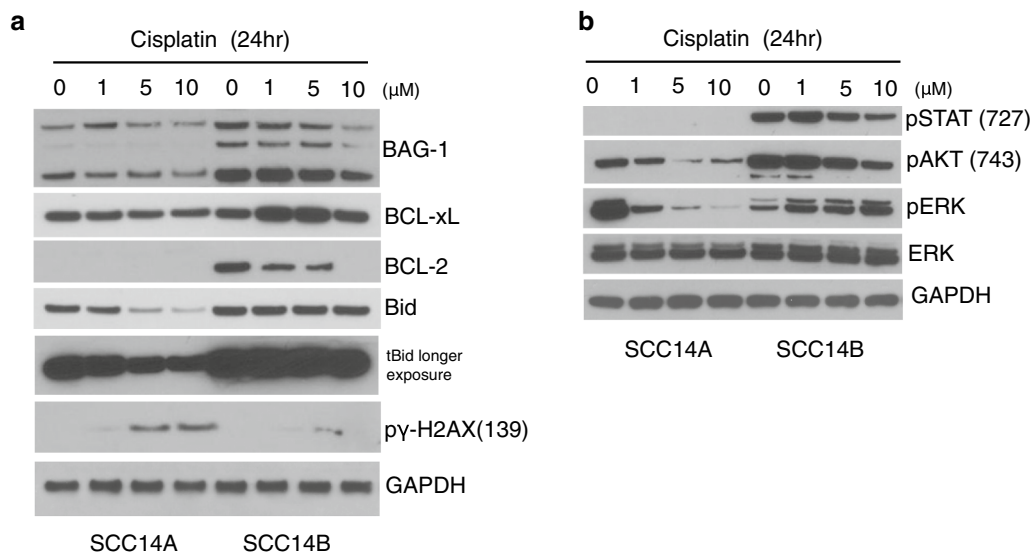 a
Cisplatin (24hr)
0 1 5 10 0 1 5 10 (µM)
BAG-1
BCL-xL
BCL-2
Bid
tBid longer
exposure
pγ-H2AX(139)
GAPDH
SCC14A SCC14B
b
Cisplatin (24hr)
0 1 5 10 0 1 5 10 (µM)
pSTAT (727)
pAKT (743)
pERK
ERK
GAPDH
SCC14A SCC14B